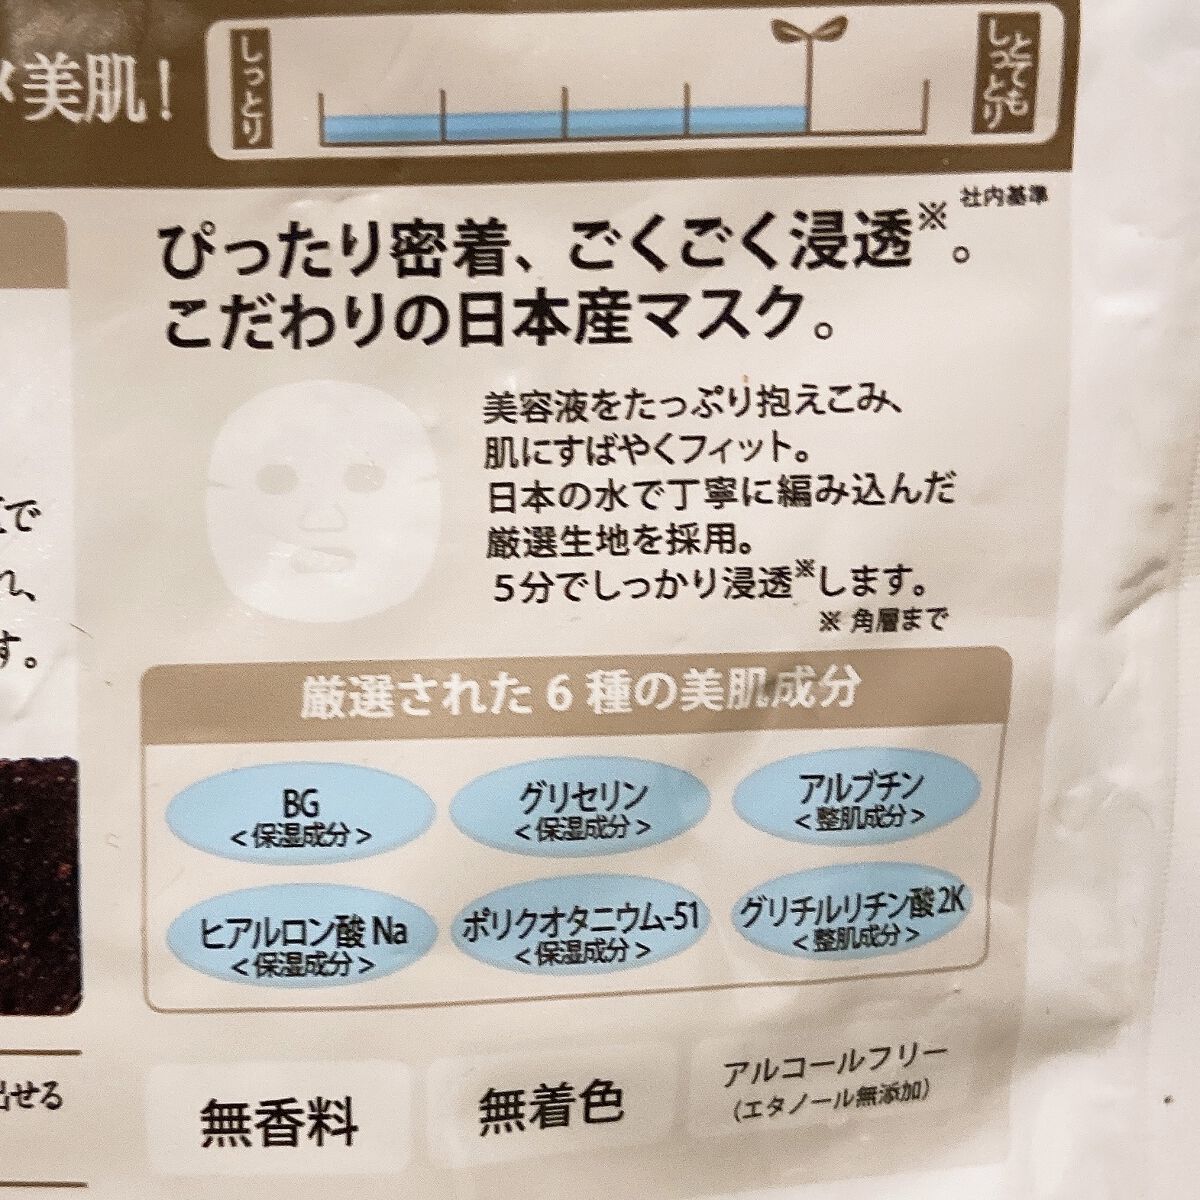 美肌!
しっとり
とても
しっとり
社内基準
ぴったり密着、ごくごく浸透※。
こだわりの日本産マスク。
美容液をたっぷり抱えこみ、
肌にすばやくフィット。
日本の水で丁寧に編み込んだ
厳選生地を採用。
5分でしっかり浸透※します。
※ 角層まで
で
れ、
す。
厳選された6種の美肌成分
BG
<保湿成分>
グリセリン
<保湿成分>
アルブチン
<整肌成分>
ヒアルロン酸Na
<保湿成分>
ポリクオタニウム-51
<保湿成分>
グリチルリチン酸2K
<整肌成分>
出せる
無香料
無着色
アルコールフリー
(エタノール無添加)